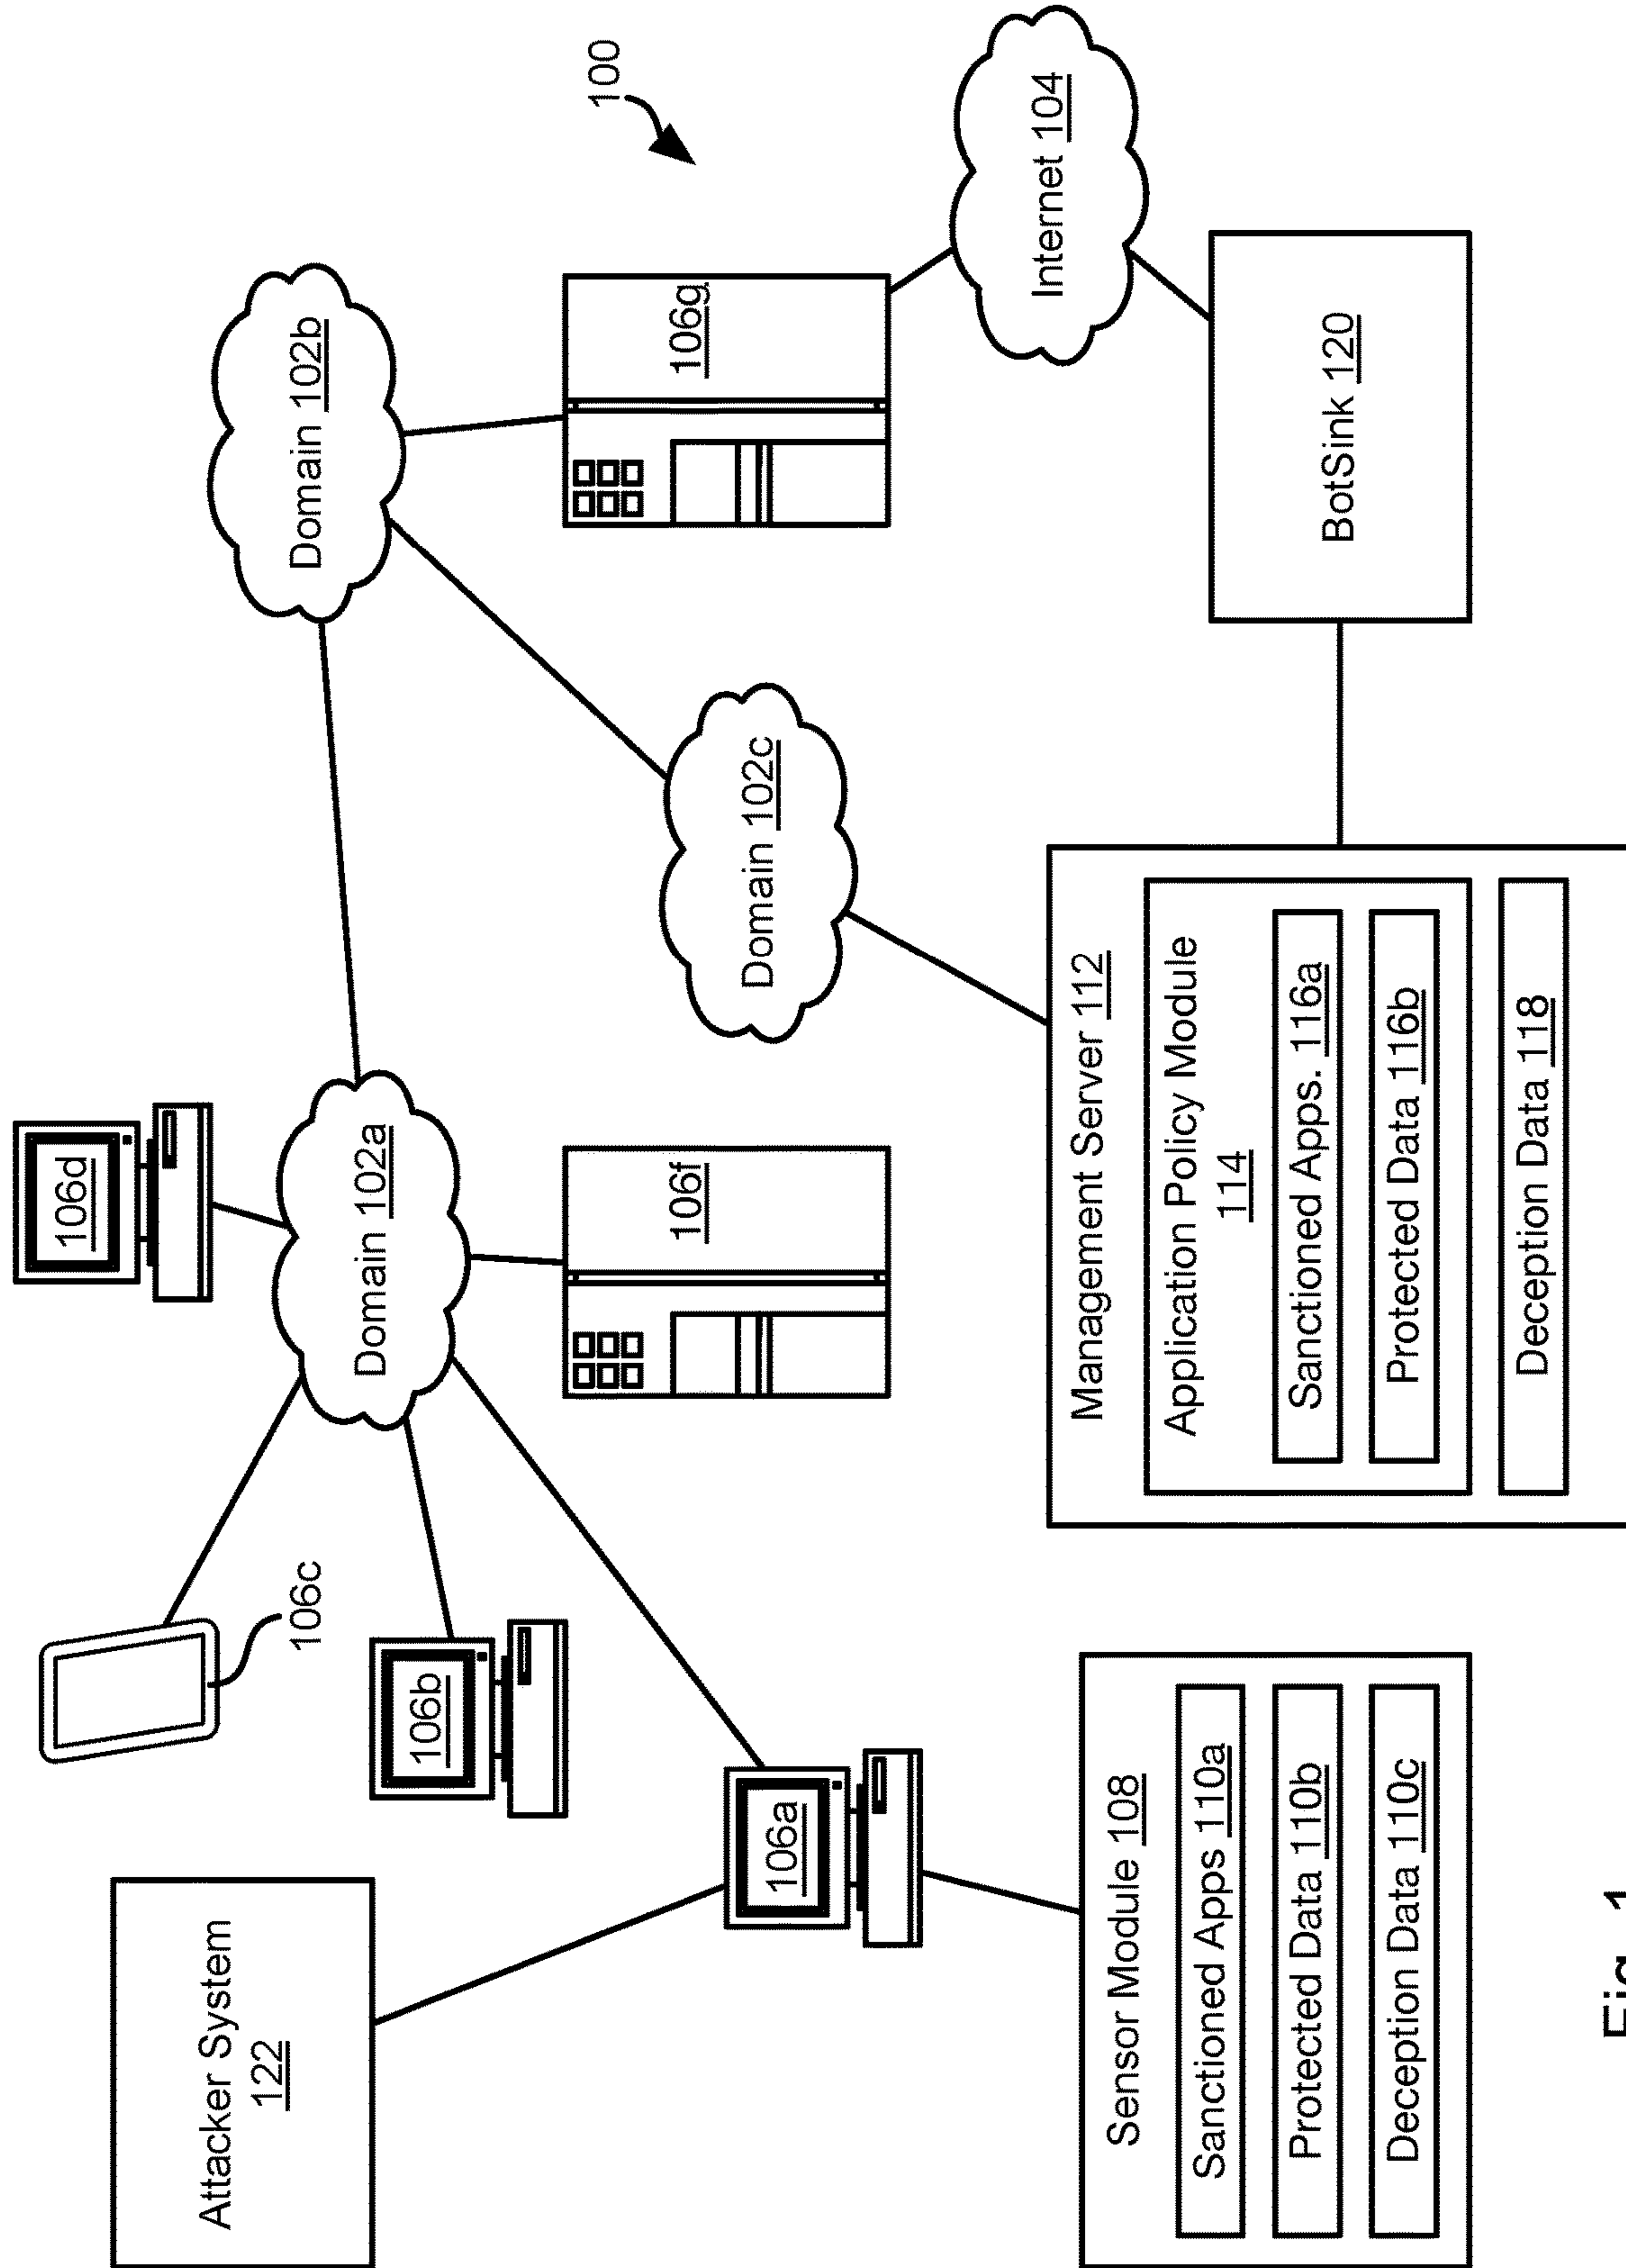 Attacker System
122
106c
106b
106d
106a
Domain 102a
106f
Domain 102b
Domain 102c
106g
100
Internet 104
Sensor Module 108
Sanctioned Apps 110a
Protected Data 110b
Deception Data 110c
Management Server 112
Application Policy Module
114
Sanctioned Apps. 116a
Protected Data 116b
Deception Data 118
BotSink 120
Fig. 1